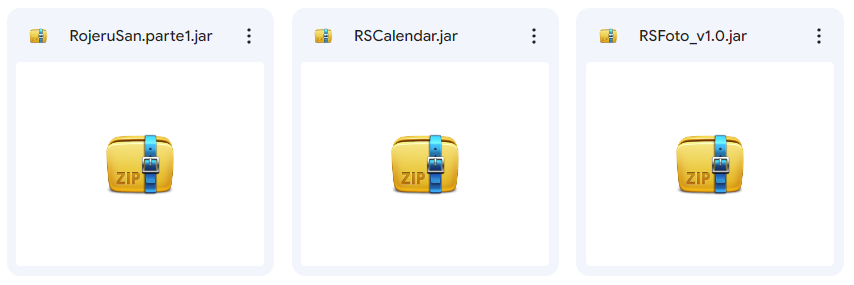 RojeruSan.parte1.jar
RSCalendar.jar
RSFoto_v1.0.jar
ZIP
ZIP
ZIP